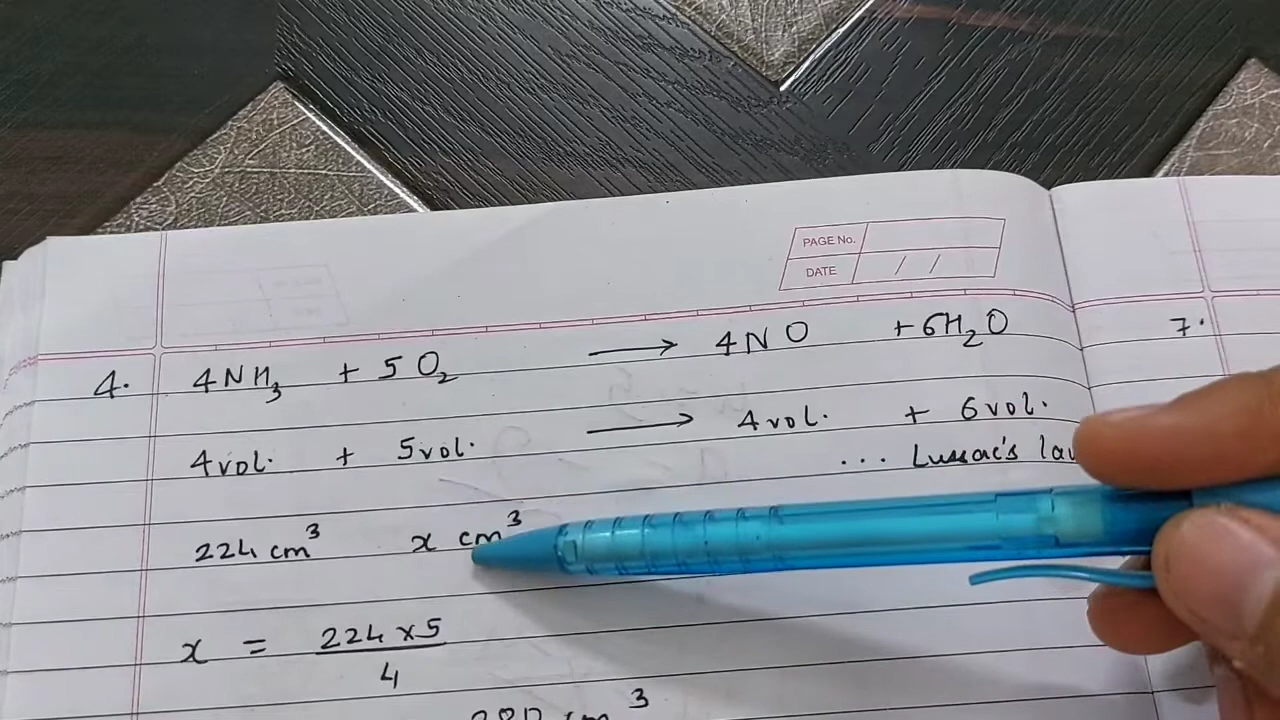 PAGE No.
DATE / /
4. 4NH₃ + 5O₂ ⟶ 4NO + 6H₂O
7.
4vol. + 5vol. ⟶ 4vol. + 6vol.
... Lussac's
224 cm³ x cm³
x = 224 x 5 / 4
cm³